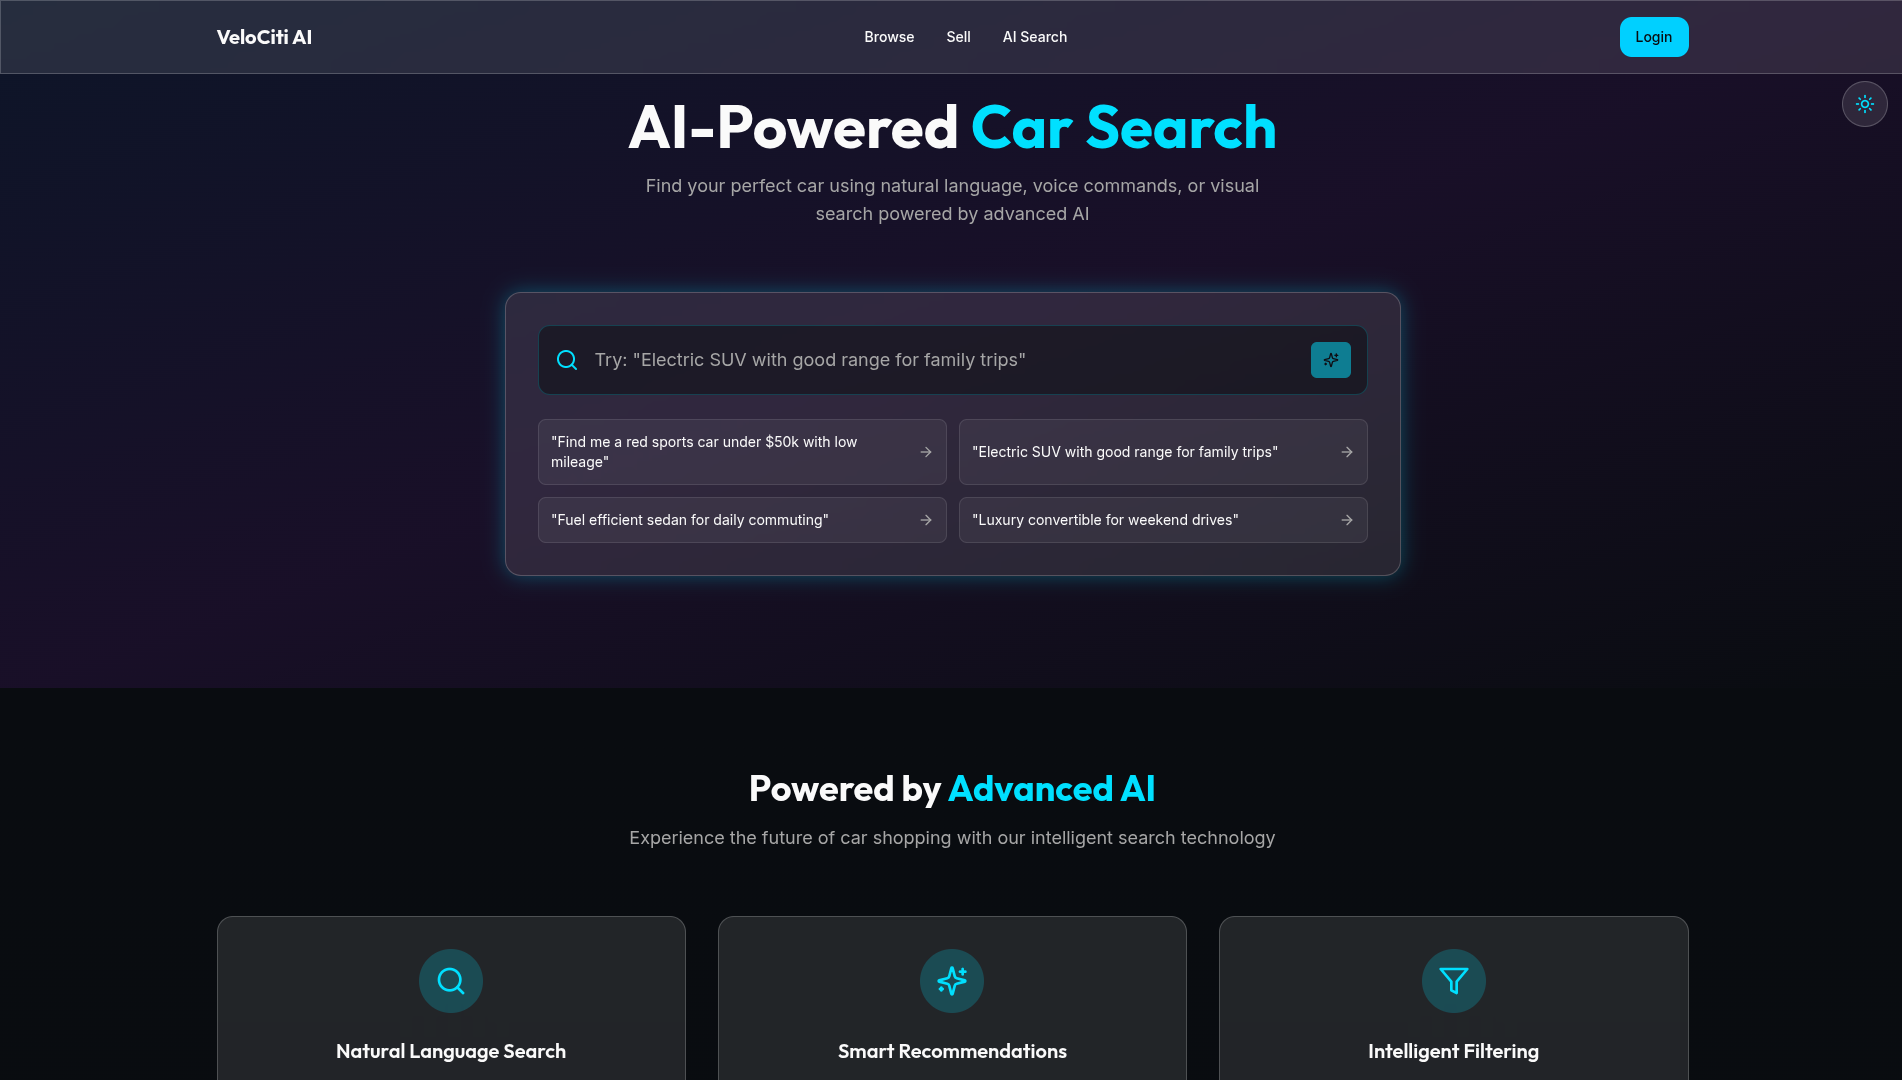 VeloCiti AI
Browse
Sell
AI Search
Login
AI-Powered Car Search
Find your perfect car using natural language, voice commands, or visual
search powered by advanced AI
Try: "Electric SUV with good range for family trips"
"Find me a red sports car under $50k with low
mileage"
"Electric SUV with good range for family trips"
"Fuel efficient sedan for daily commuting"
"Luxury convertible for weekend drives"
Powered by Advanced AI
Experience the future of car shopping with our intelligent search technology
Natural Language Search
Smart Recommendations
Intelligent Filtering